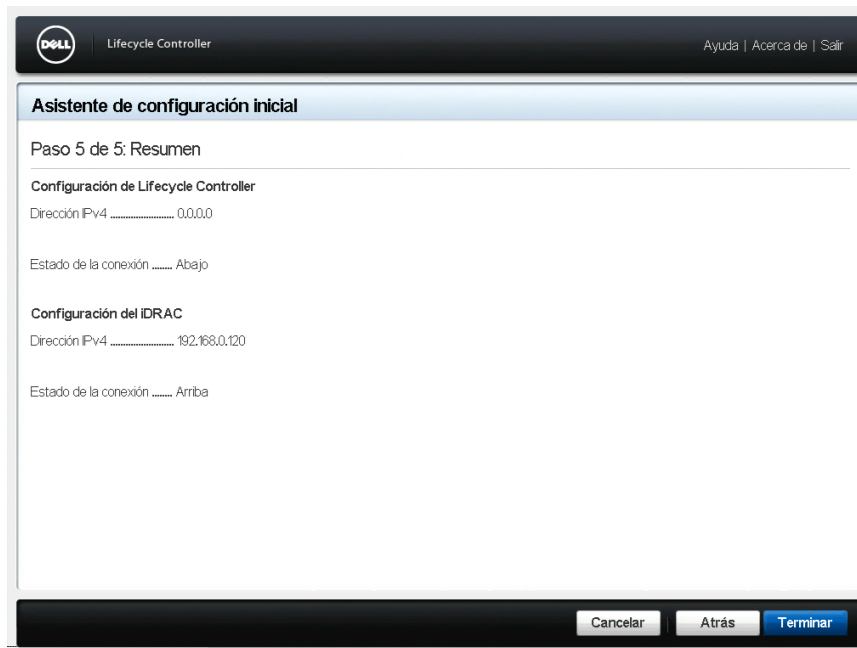 DELL
Lifecycle Controller
Ayuda | Acerca de | Salir
Asistente de configuración inicial
Paso 5 de 5: Resumen
Configuración de Lifecycle Controller
Dirección IPv4 ........................ 0.0.0.0
Estado de la conexión ........ Abajo
Configuración del iDRAC
Dirección IPv4 ........................ 192.168.0.120
Estado de la conexión ........ Arriba
Cancelar
Atrás
Terminar